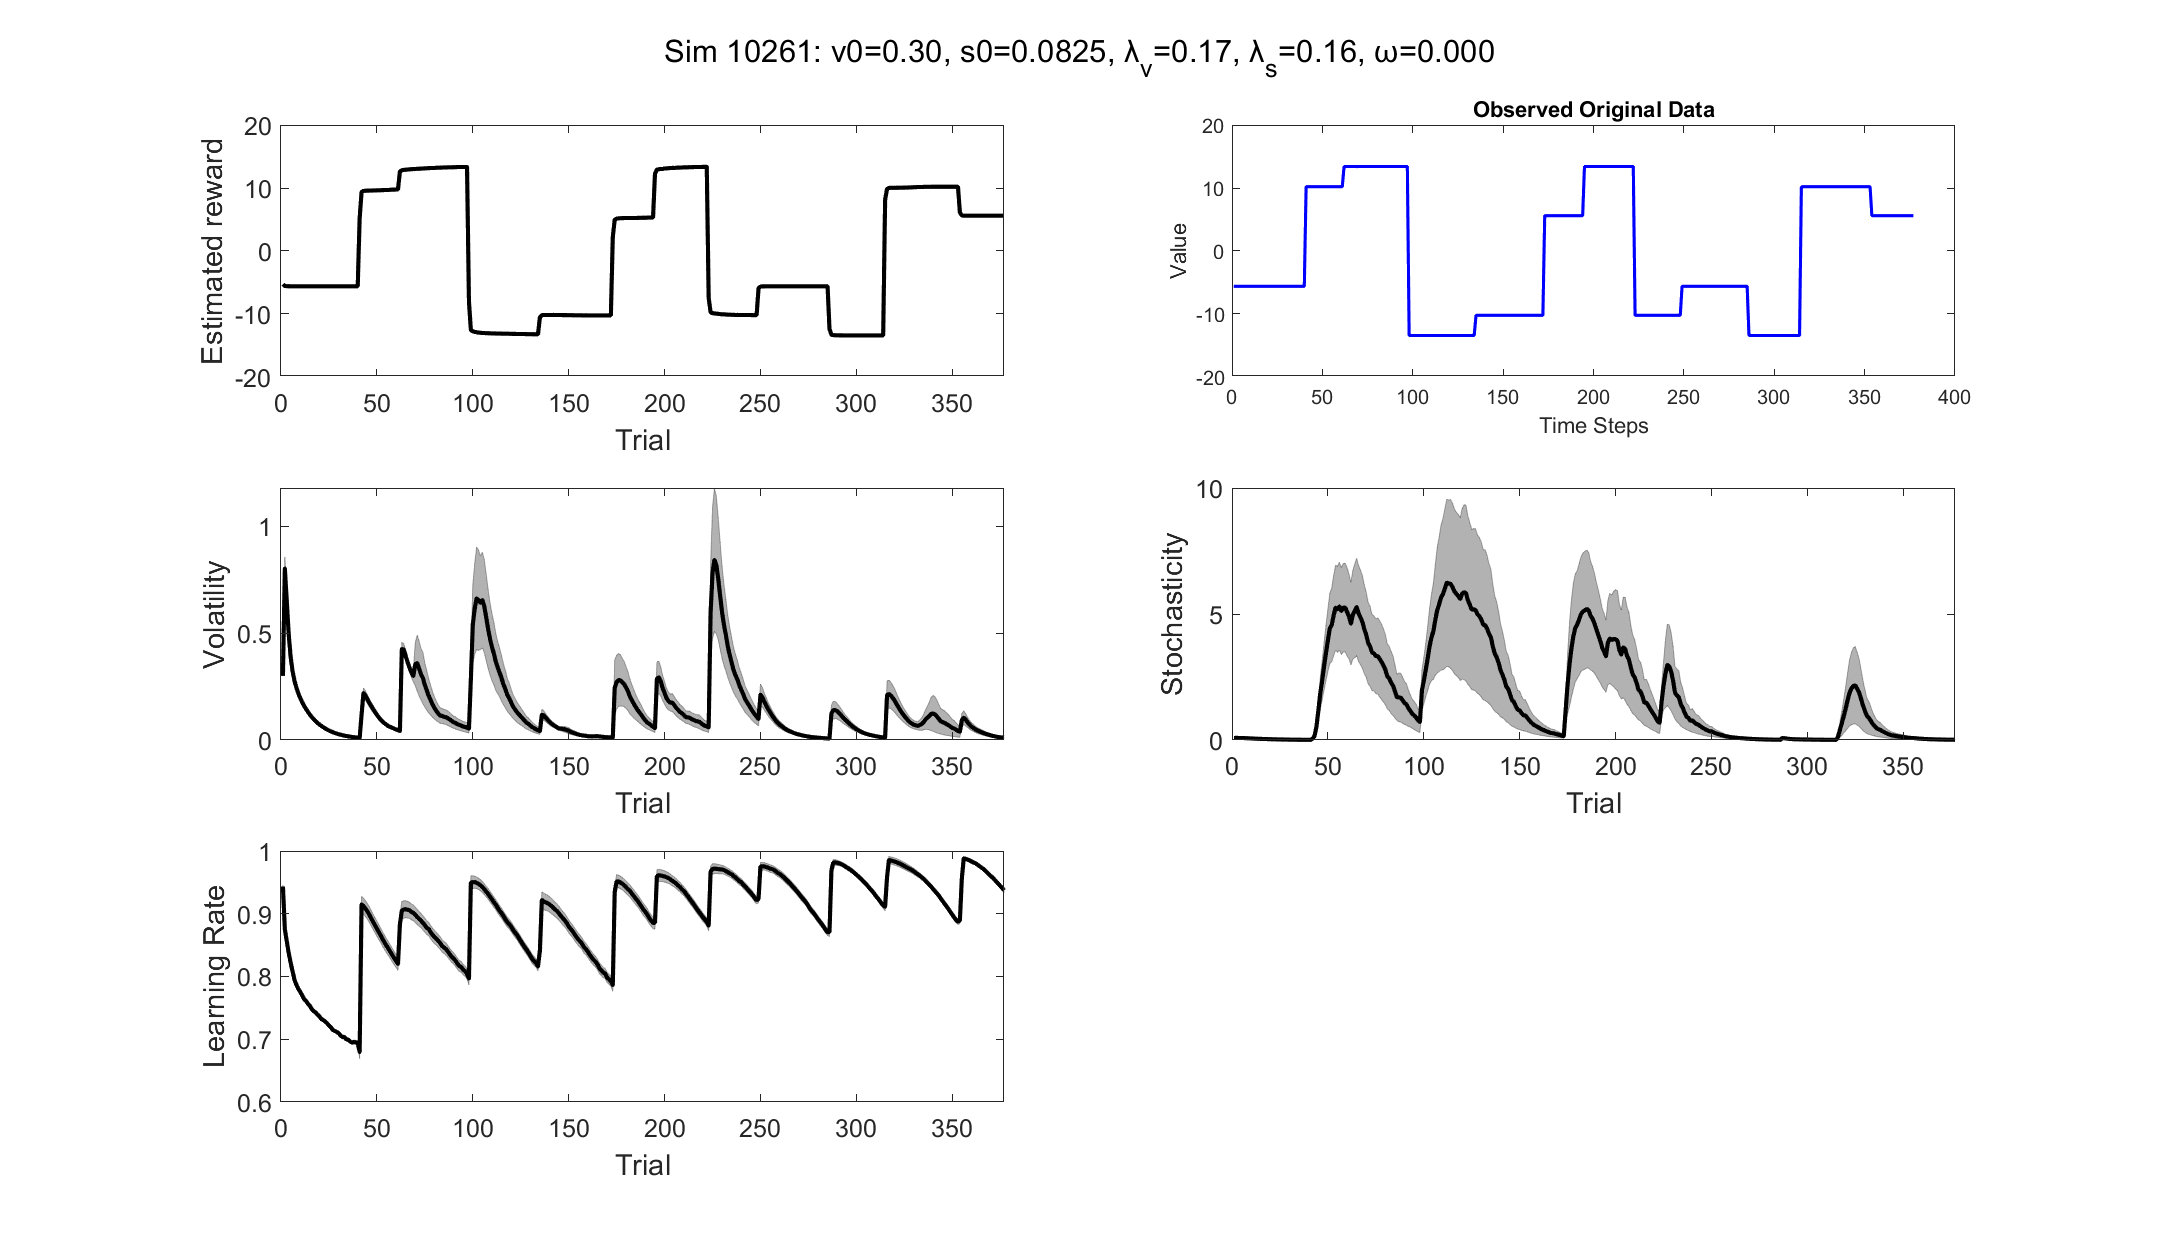 Sim 10261: v0=0.30, s0=0.0825, λ_v=0.17, λ_s=0.16, ω=0.000
20
10
0
-10
-20
Estimated reward
0 50 100 150 200 250 300 350
Trial
Observed Original Data
20
10
0
-10
-20
Value
0 50 100 150 200 250 300 350 400
Time Steps
1
0.5
0
Volatility
0 50 100 150 200 250 300 350
Trial
10
5
0
Stochasticity
0 50 100 150 200 250 300 350
Trial
1
0.9
0.8
0.7
0.6
Learning Rate
0 50 100 150 200 250 300 350
Trial